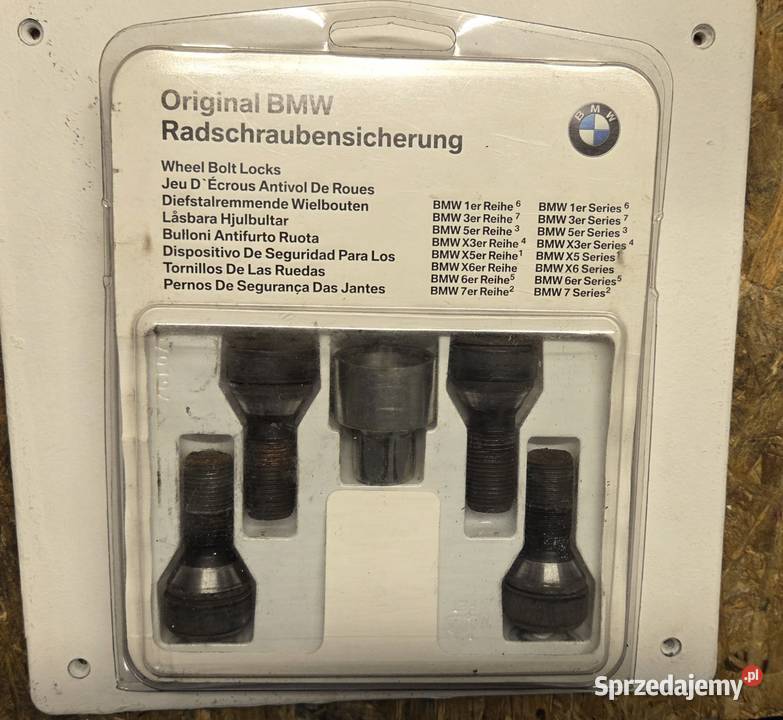 Original BMW
Radschraubensicherung
BMW
Wheel Bolt Locks
Jeu D`Écrous Antivol De Roues
Diefstalremmende Wielbouten
Låsbara Hjulbultar
Bulloni Antifurto Ruota
Dispositivo De Seguridad Para Los
Tornillos De Las Ruedas
Pernos De Segurança Das Jantes
BMW 1er Reihe 6
BMW 3er Reihe 7
BMW 5er Reihe 3
BMW X3er Reihe 4
BMW X5er Reihe 1
BMW X6er Reihe
BMW 6er Reihe 5
BMW 7er Reihe 2
BMW 1er Series 6
BMW 3er Series 7
BMW 5er Series 3
BMW X3er Series 4
BMW X5 Series 1
BMW X6 Series
BMW 6er Series 5
BMW 7 Series 2
Sprzedajemy.pl